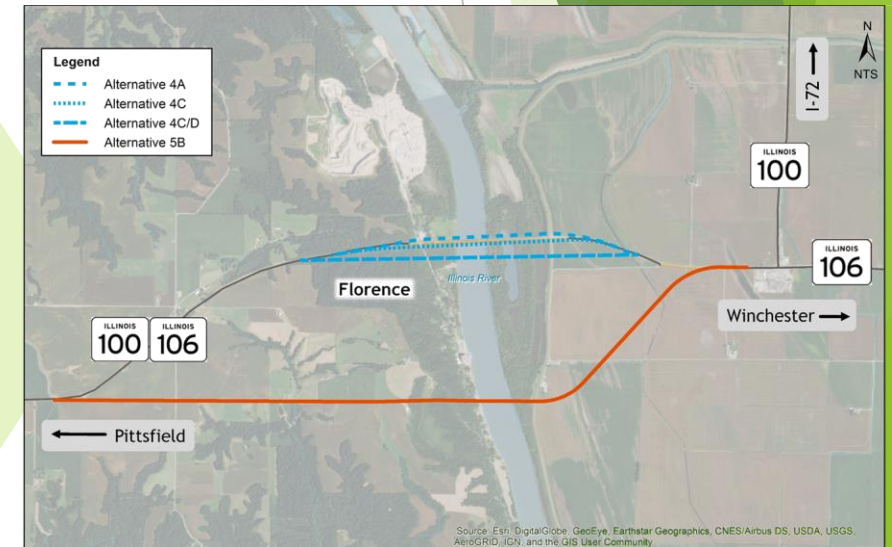 Legend
Alternative 4A
Alternative 4C
Alternative 4C/D
Alternative 5B
N
NTS
I-72
ILLINOIS
100
ILLINOIS
106
Florence
Illinois River
Winchester
ILLINOIS
100
ILLINOIS
106
Pittsfield
Source: Esri, DigitalGlobe, GeoEye, Earthstar Geographics, CNES/Airbus DS, USDA, USGS,
AeroGRID, IGN, and the GIS User Community